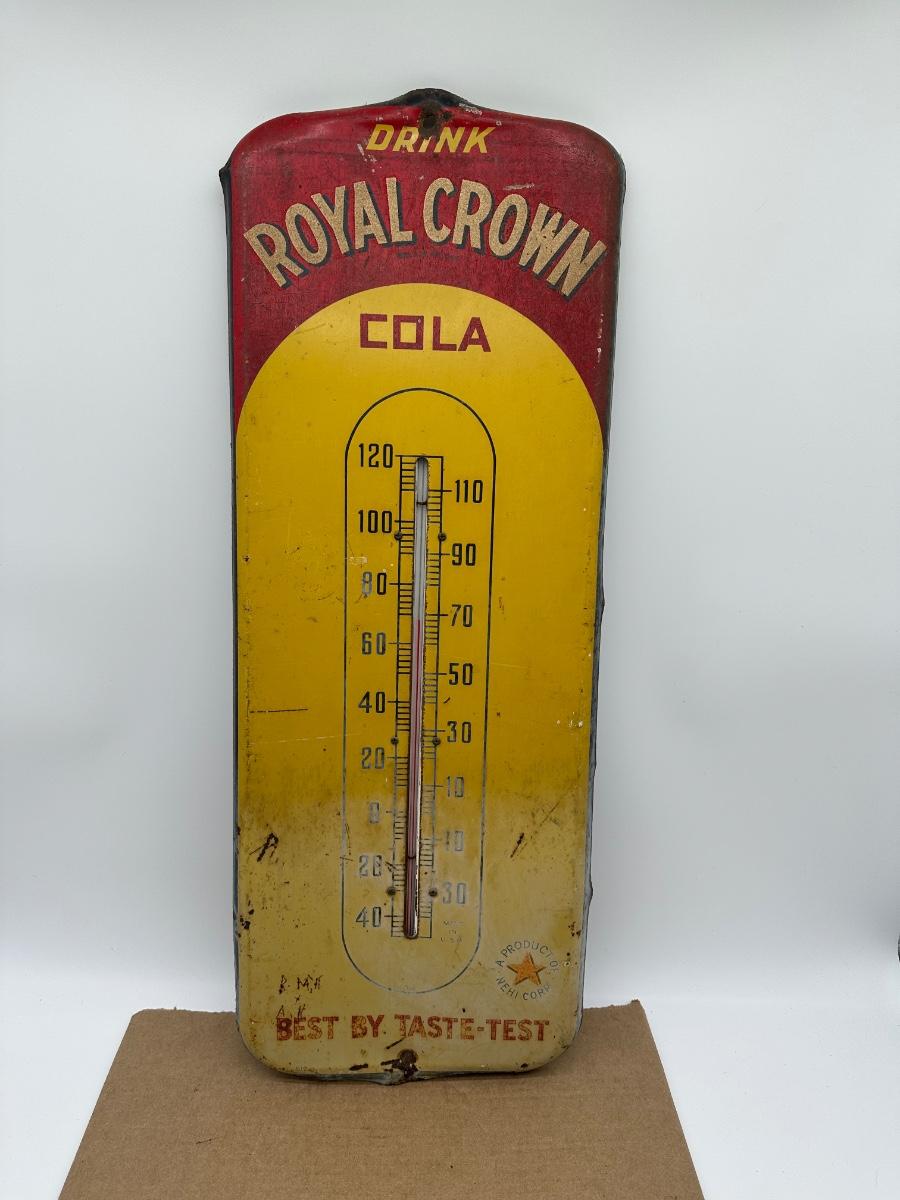 DRINK
ROYAL CROWN
COLA
120
110
100
90
80
70
60
50
40
30
20
10
0
10
20
30
40
U.S.A.
A PRODUCT OF
NEHI CORP.
BEST BY TASTE-TEST